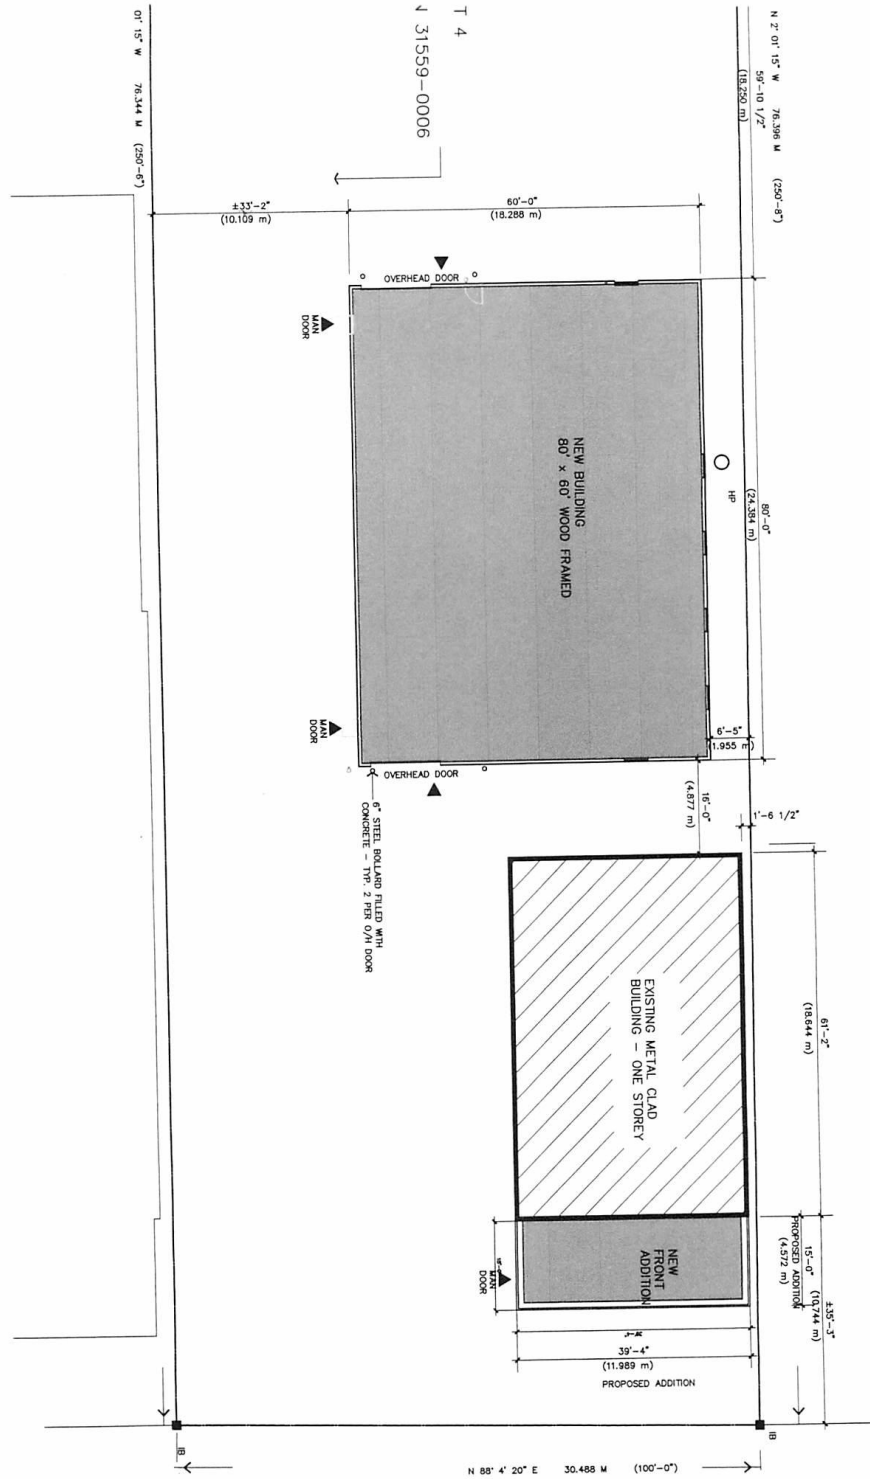 N 2° 01' 15" W 76.396 M (250'-8")
59'-10 1/2"
(18.250 m)
T 4
31559-0006
01' 15" W 76.344 M (250'-6")
±33'-2"
(10.109 m)
60'-0"
(18.288 m)
OVERHEAD DOOR
MAN
DOOR
NEW BUILDING
80' x 60' WOOD FRAMED
HP
80'-0"
(24.384 m)
6'-5"
(1.955 m)
MAN
DOOR
OVERHEAD DOOR
6" STEEL BOLLARD FILLED WITH
CONCRETE - TYP. 2 PER O/H DOOR
16'-0"
(4.877 m)
1'-6 1/2"
61'-2"
(18.644 m)
EXISTING METAL CLAD
BUILDING - ONE STOREY
NEW
FRONT
ADDITION
MAN
DOOR
15'-0"
(4.572 m)
PROPOSED ADDITION
±35'-3"
(10.744 m)
39'-4"
(11.989 m)
PROPOSED ADDITION
IB
IB
N 88° 4' 20" E 30.488 M (100'-0")